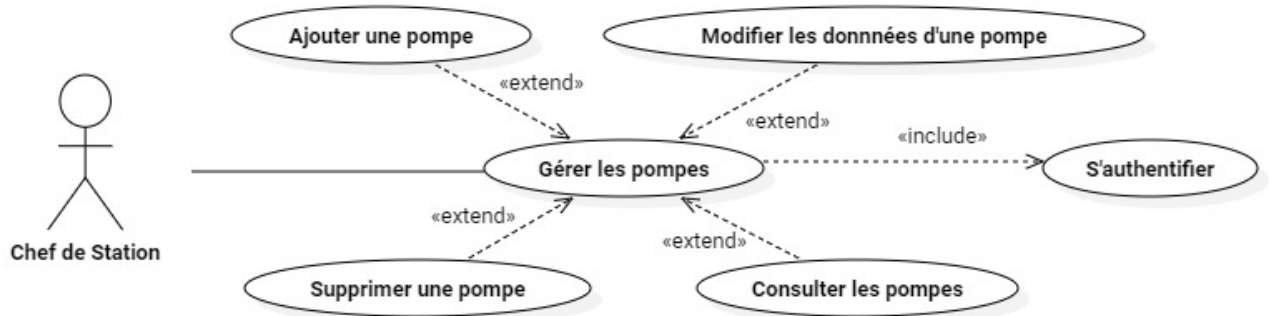 Ajouter une pompe
Modifier les donnnées d'une pompe
«extend»
«extend»
«include»
Gérer les pompes
S'authentifier
«extend»
«extend»
Chef de Station
Supprimer une pompe
Consulter les pompes